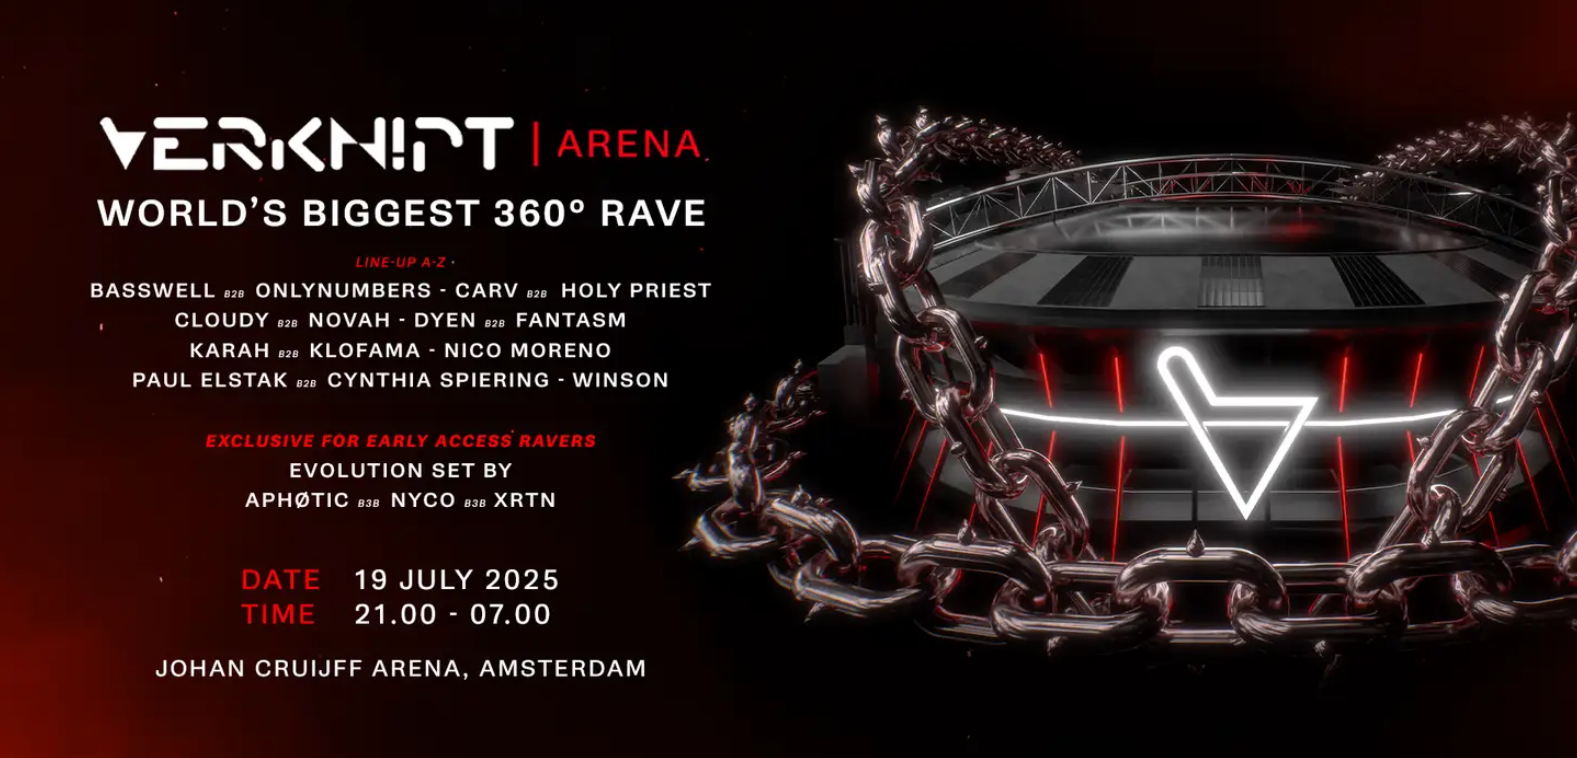 VERKNIPT | ARENA
WORLD'S BIGGEST 360º RAVE
LINE-UP A-Z
BASSWELL B2B ONLYNUMBERS - CARV B2B HOLY PRIEST
CLOUDY B2B NOVAH - DYEN B2B FANTASM
KARAH B2B KLOFAMA - NICO MORENO
PAUL ELSTAK B2B CYNTHIA SPIERING - WINSON
EXCLUSIVE FOR EARLY ACCESS RAVERS
EVOLUTION SET BY
APHØTIC B3B NYCO B3B XRTN
DATE 19 JULY 2025
TIME 21.00 - 07.00
JOHAN CRUIJFF ARENA, AMSTERDAM